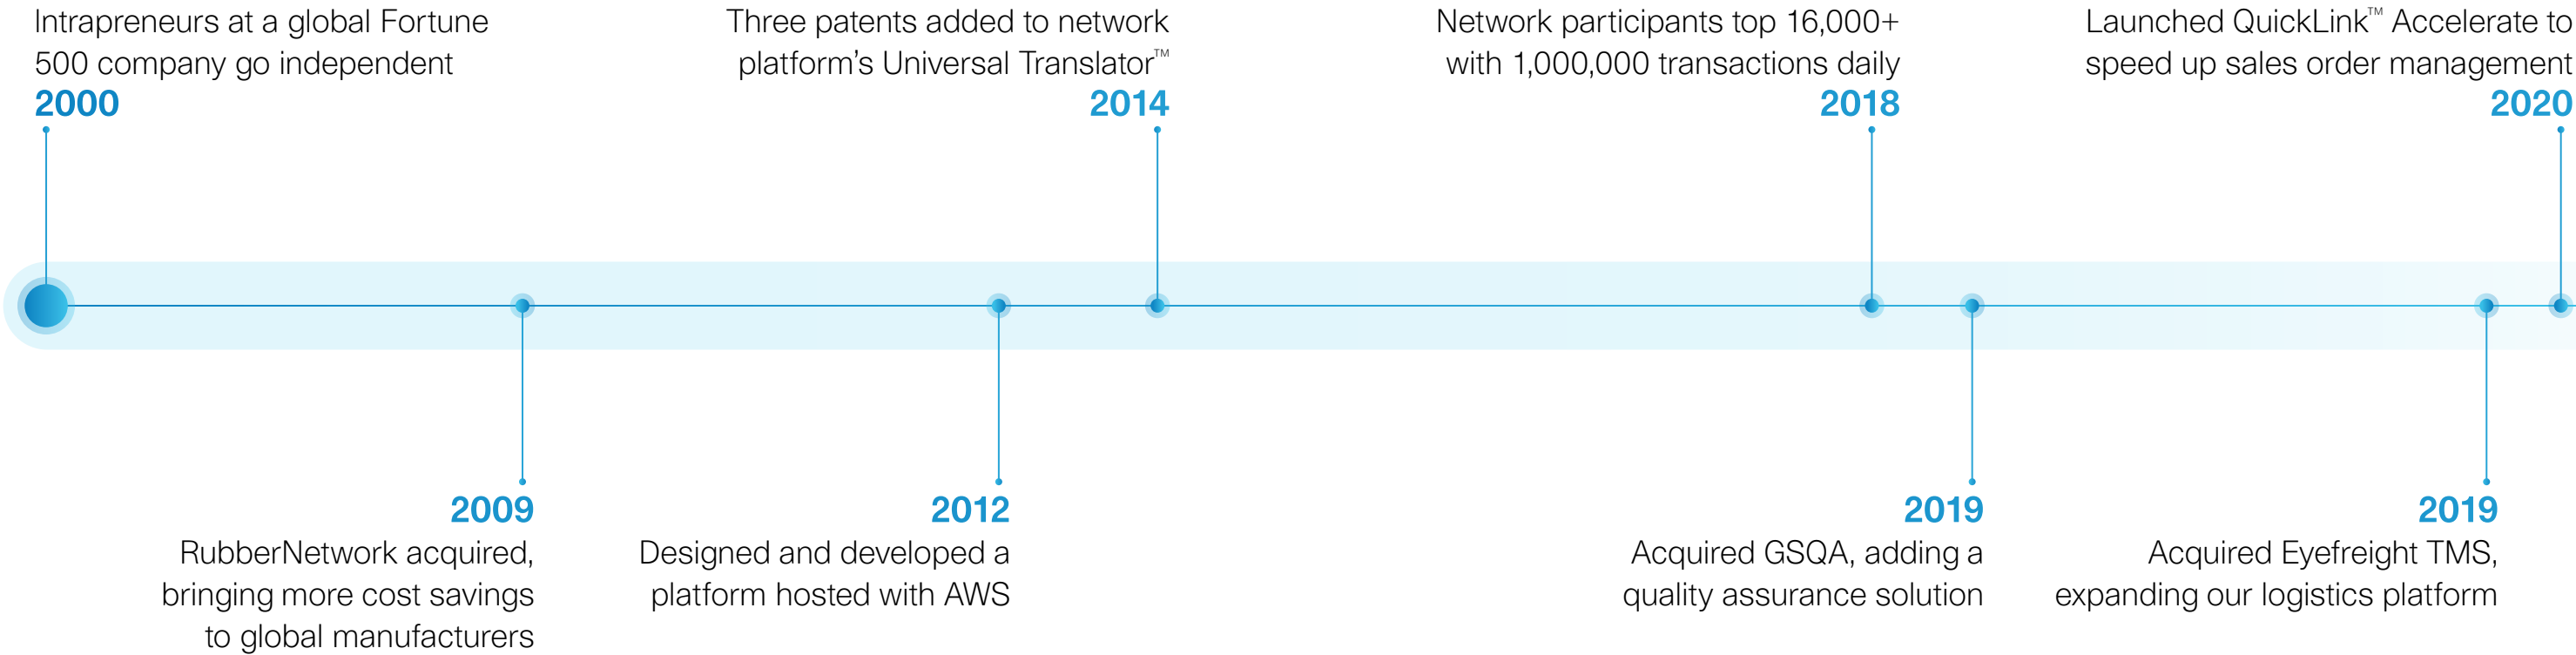 Intrapreneurs at a global Fortune
500 company go independent
2000
Three patents added to network
platform's Universal Translator™
2014
Network participants top 16,000+
with 1,000,000 transactions daily
2018
Launched QuickLink™ Accelerate to
speed up sales order management
2020
2009
RubberNetwork acquired,
bringing more cost savings
to global manufacturers
2012
Designed and developed a
platform hosted with AWS
2019
Acquired GSQA, adding a
quality assurance solution
2019
Acquired Eyefreight TMS,
expanding our logistics platform